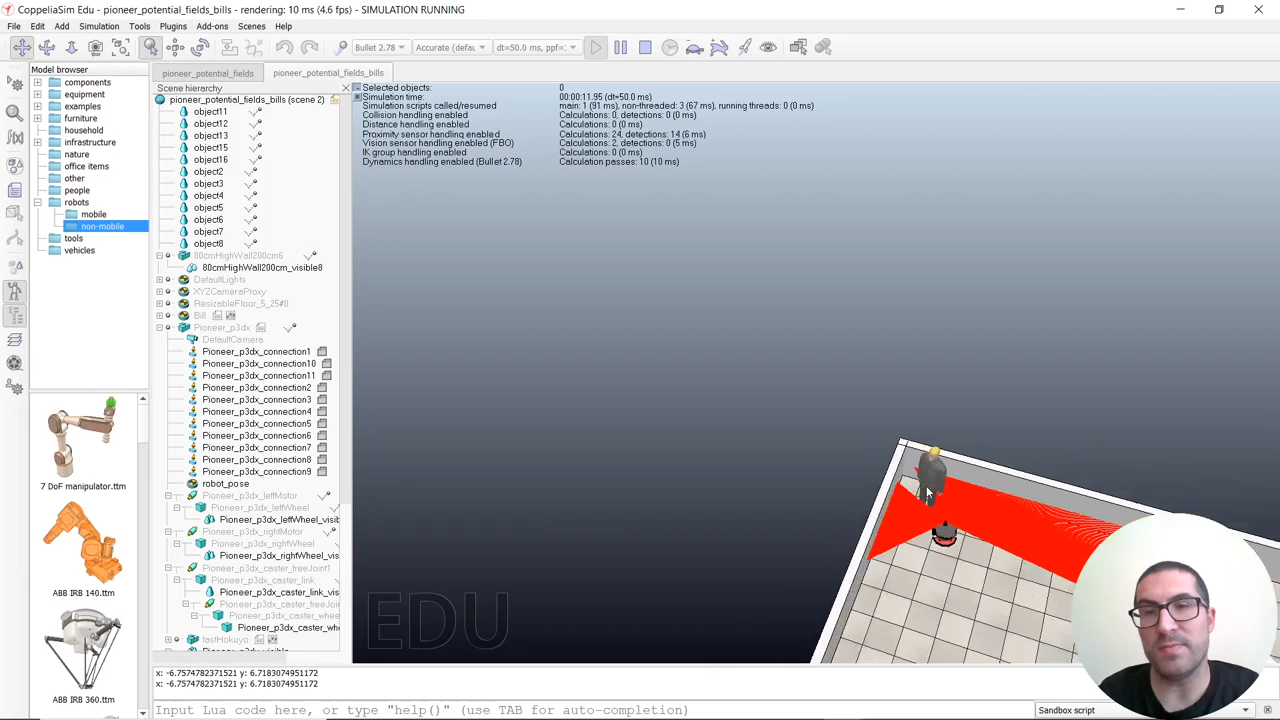 CoppeliaSim Edu - pioneer_potential_fields_bills - rendering: 10 ms (4.6 fps) - SIMULATION RUNNING
File Edit Add Simulation Tools Plugins Add-ons Scenes Help
Bullet 2.78 Accurate (defau dt=50.0 ms, ppf=
Model browser
components
equipment
examples
furniture
household
infrastructure
nature
office items
other
people
robots
mobile
non-mobile
tools
vehicles
7 DoF manipulator.ttm
ABB IRB 140.ttm
ABB IRB 360.ttm
pioneer_potential_fields pioneer_potential_fields_bills
Scene hierarchy
pioneer_potential_fields_bills (scene 2)
object11
object12
object13
object15
object16
object2
object3
object4
object5
object6
object7
object8
80cmHighWall200cm6
80cmHighWall200cm_visible8
DefaultLights
XYZCameraProxy
ResizableFloor_5_25#0
Bill
Pioneer_p3dx
DefaultCamera
Pioneer_p3dx_connection1
Pioneer_p3dx_connection10
Pioneer_p3dx_connection11
Pioneer_p3dx_connection2
Pioneer_p3dx_connection3
Pioneer_p3dx_connection4
Pioneer_p3dx_connection5
Pioneer_p3dx_connection6
Pioneer_p3dx_connection7
Pioneer_p3dx_connection8
Pioneer_p3dx_connection9
robot_pose
Pioneer_p3dx_leftMotor
Pioneer_p3dx_leftWheel
Pioneer_p3dx_leftWheel_visib
Pioneer_p3dx_rightMotor
Pioneer_p3dx_rightWheel
Pioneer_p3dx_rightWheel_vis
Pioneer_p3dx_caster_freeJoint1
Pioneer_p3dx_caster_link
Pioneer_p3dx_caster_link_visi
Pioneer_p3dx_caster_freeJoint
Pioneer_p3dx_caster_whe
Pioneer_p3dx_caster_wh
fastHokuyo
Selected objects: 0
Simulation time: 00:00:11.95 (dt=50.0 ms)
Simulation scripts called/resumed main: 1 (91 ms), non-threaded: 3 (67 ms), running threads: 0 (0 ms)
Collision handling enabled Calculations: 0, detections: 0 (0 ms)
Distance handling enabled Calculations: 0 (0 ms)
Proximity sensor handling enabled Calculations: 24, detections: 14 (6 ms)
Vision sensor handling enabled (FBO) Calculations: 2, detections: 0 (5 ms)
IK group handling enabled Calculations: 0 (0 ms)
Dynamics handling enabled (Bullet 2.78) Calculation passes: 10 (10 ms)
EDU
x: -6.7574782371521 y: 6.7183074951172
x: -6.7574782371521 y: 6.7183074951172
Input Lua code here, or type "help()" (use TAB for auto-completion)
Sandbox script